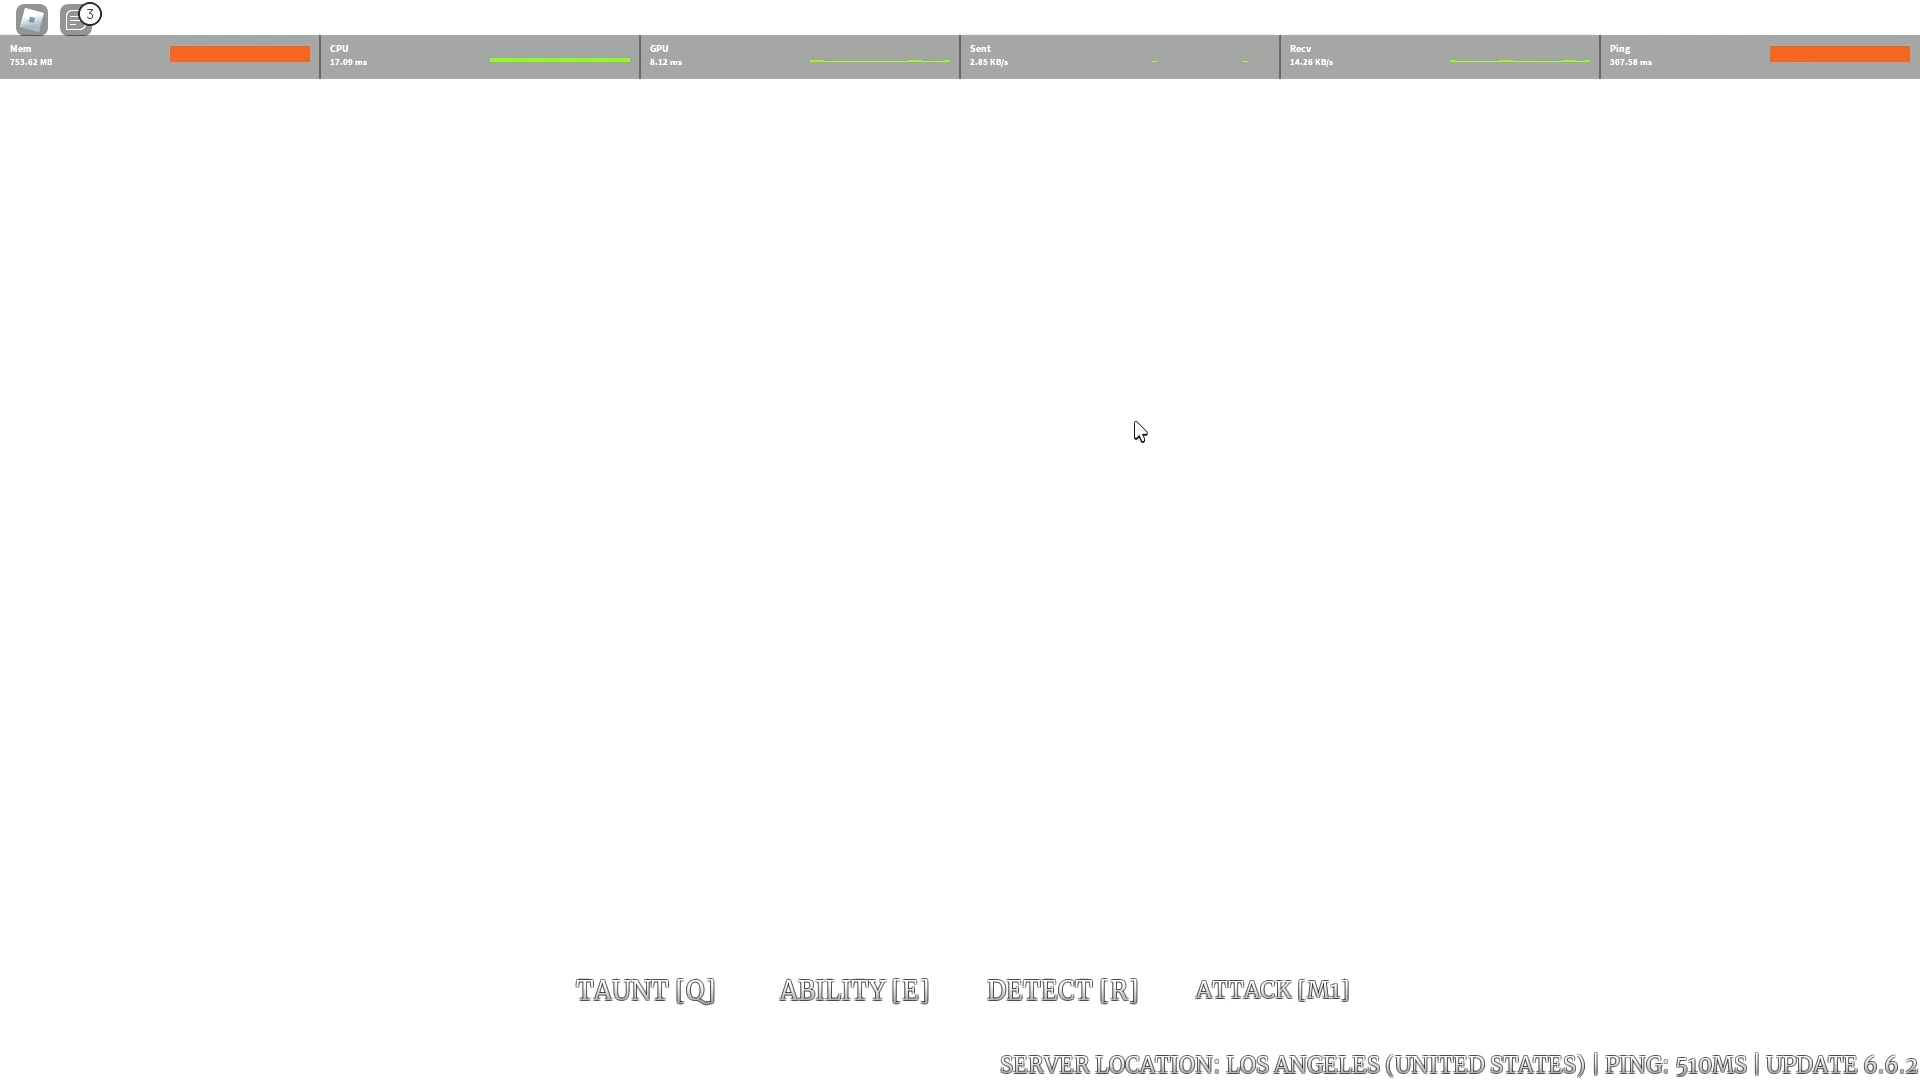 3
Mem CPU GPU Sent Recv Ping
753.62 MB 17.09 ms 8.12 ms 2.85 KB/s 14.26 KB/s 307.58 ms
TAUNT [Q] ABILITY [E] DETECT [R] ATTACK [M1]
SERVER LOCATION: LOS ANGELES (UNITED STATES) | PING: 510MS | UPDATE 6.6.2